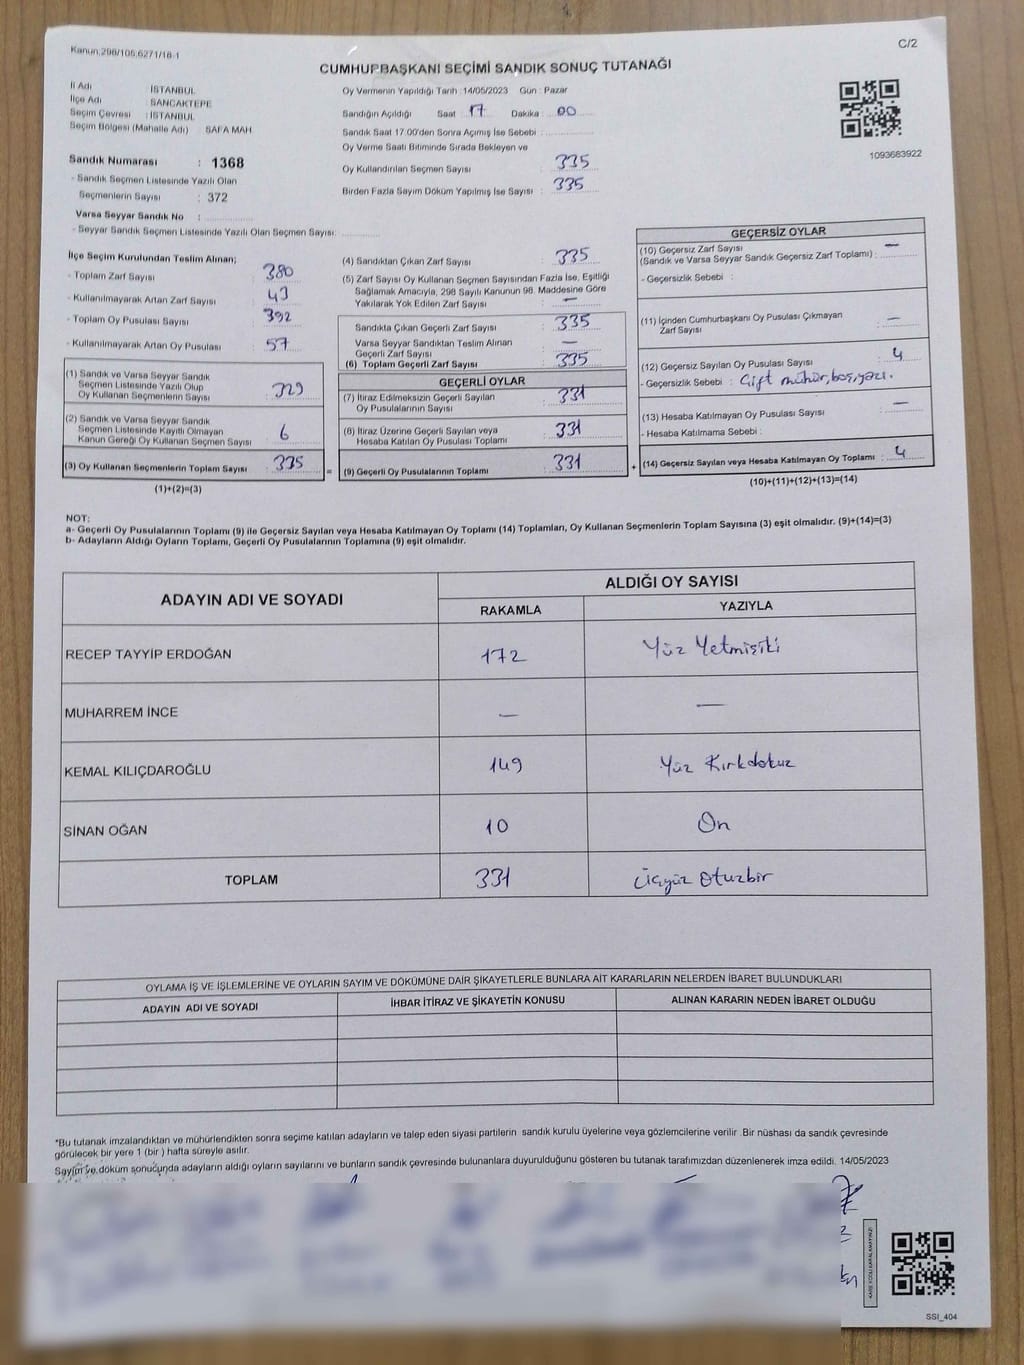 Kanun;298/105,6271/18-1
C/2
CUMHURBAŞKANI SEÇİMİ SANDIK SONUÇ TUTANAĞI
İl Adı : İSTANBUL
İlçe Adı : SANCAKTEPE
Seçim Çevresi : İSTANBUL
Seçim Bölgesi (Mahalle Adı) SAFA MAH.
Sandık Numarası : 1368
- Sandık Seçmen Listesinde Yazılı Olan
Seçmenlerin Sayısı : 372
Varsa Seyyar Sandık No :
- Seyyar Sandık Seçmen Listesinde Yazılı Olan Seçmen Sayısı:
Oy Vermenin Yapıldığı Tarih :14/05/2023 Gün : Pazar
Sandığın Açıldığı Saat : 17 Dakika : 00
Sandık Saat 17:00'den Sonra Açımış İse Sebebi :
Oy Verme Saati Bitiminde Sırada Bekleyen ve
Oy Kullandırılan Seçmen Sayısı : 335
Birden Fazla Sayım Döküm Yapılmış İse Sayısı : 335
1093683922
İlçe Seçim Kurulundan Teslim Alınan;
- Toplam Zarf Sayısı : 380
- Kullanılmayarak Artan Zarf Sayısı : 43
- Toplam Oy Pusulası Sayısı : 392
- Kullanılmayarak Artan Oy Pusulası : 57
(1) Sandık ve Varsa Seyyar Sandık
Seçmen Listesinde Yazılı Olup
Oy Kullanan Seçmenlerin Sayısı : 329
(2) Sandık ve Varsa Seyyar Sandık
Seçmen Listesinde Kayıtlı Olmayan
Kanun Gereği Oy Kullanan Seçmen Sayısı : 6
(3) Oy Kullanan Seçmenlerin Toplam Sayısı : 335
(1)+(2)=(3)
=
(4) Sandıktan Çıkan Zarf Sayısı : 335
(5) Zarf Sayısı Oy Kullanan Seçmen Sayısından Fazla İse, Eşitliği
Sağlamak Amacıyla, 298 Sayılı Kanunun 98. Maddesine Göre
Yakılarak Yok Edilen Zarf Sayısı : —
Sandıkta Çıkan Geçerli Zarf Sayısı : 335
Varsa Seyyar Sandıktan Teslim Alınan
Geçerli Zarf Sayısı : —
(6) Toplam Geçerli Zarf Sayısı : 335
GEÇERLİ OYLAR
(7) İtiraz Edilmeksizin Geçerli Sayılan
Oy Pusulalarının Sayısı : 331
(8) İtiraz Üzerine Geçerli Sayılan veya
Hesaba Katılan Oy Pusulası Toplamı : 331
(9) Geçerli Oy Pusulalarının Toplamı : 331
+
GEÇERSİZ OYLAR
(10) Geçersiz Zarf Sayısı
(Sandık ve Varsa Seyyar Sandık Geçersiz Zarf Toplamı) : —
- Geçersizlik Sebebi :
(11) İçinden Cumhurbaşkanı Oy Pusulası Çıkmayan
Zarf Sayısı : —
(12) Geçersiz Sayılan Oy Pusulası Sayısı : 4
- Geçersizlik Sebebi : Çift mühür, boş, yazı.
(13) Hesaba Katılmayan Oy Pusulası Sayısı : —
- Hesaba Katılmama Sebebi :
(14) Geçersiz Sayılan veya Hesaba Katılmayan Oy Toplamı : 4
(10)+(11)+(12)+(13)=(14)
NOT:
a- Geçerli Oy Pusulalarının Toplamı (9) ile Geçersiz Sayılan veya Hesaba Katılmayan Oy Toplamı (14) Toplamları, Oy Kullanan Seçmenlerin Toplam Sayısına (3) eşit olmalıdır. (9)+(14)=(3)
b- Adayların Aldığı Oyların Toplamı, Geçerli Oy Pusulalarının Toplamına (9) eşit olmalıdır.
ADAYIN ADI VE SOYADI ALDIĞI OY SAYISI
RAKAMLA YAZIYLA
RECEP TAYYİP ERDOĞAN 172 Yüz Yetmişiki
MUHARREM İNCE — —
KEMAL KILIÇDAROĞLU 149 Yüz Kırkdokuz
SİNAN OĞAN 10 On
TOPLAM 331 Üçyüz Otuzbir
OYLAMA İŞ VE İŞLEMLERİNE VE OYLARIN SAYIM VE DÖKÜMÜNE DAİR ŞİKAYETLERLE BUNLARA AİT KARARLARIN NELERDEN İBARET BULUNDUKLARI
ADAYIN ADI VE SOYADI İHBAR İTİRAZ VE ŞİKAYETİN KONUSU ALINAN KARARIN NEDEN İBARET OLDUĞU
*Bu tutanak imzalandıktan ve mühürlendikten sonra seçime katılan adayların ve talep eden siyasi partilerin sandık kurulu üyelerine veya gözlemcilerine verilir .Bir nüshası da sandık çevresinde
görülecek bir yere 1 (bir ) hafta süreyle asılır.
Sayım ve döküm sonucunda adayların aldığı oyların sayılarını ve bunların sandık çevresinde bulunanlara duyurulduğunu gösteren bu tutanak tarafımızdan düzenlenerek imza edildi. 14/05/2023
KARE KODU KARALAMAYINIZ!
SSİ_404